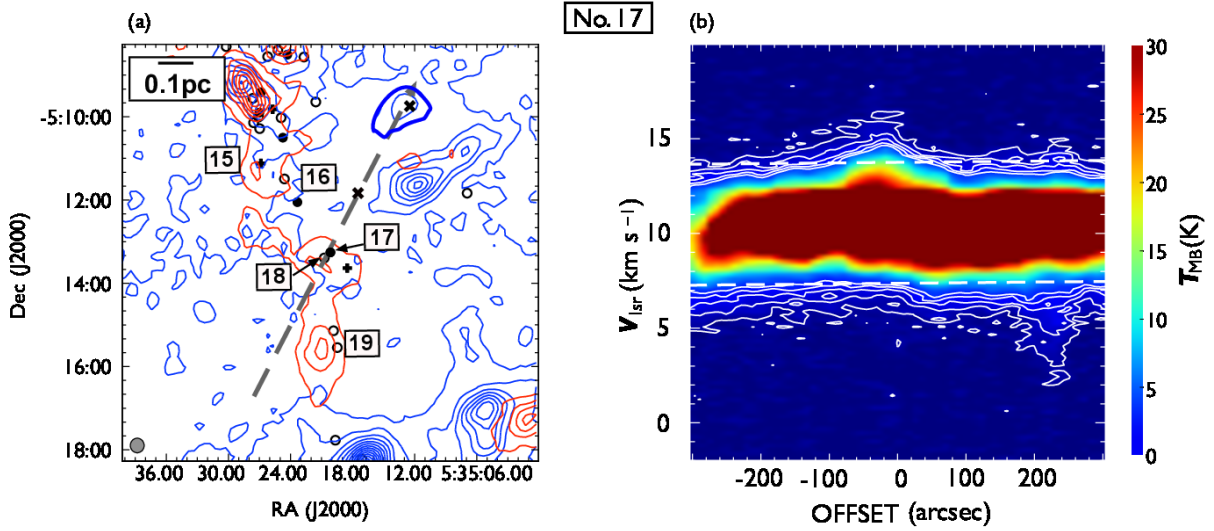 No. 17
(a)
(b)
0.1pc
-5:10:00
12:00
14:00
16:00
18:00
Dec (J2000)
15
16
17
18
19
36.00 30.00 24.00 18.00 12.00 5:35:06.00
RA (J2000)
15
10
5
0
V lsr (km s −1)
-200 -100 0 100 200
OFFSET (arcsec)
30
25
20
15
10
5
0
T MB (K)